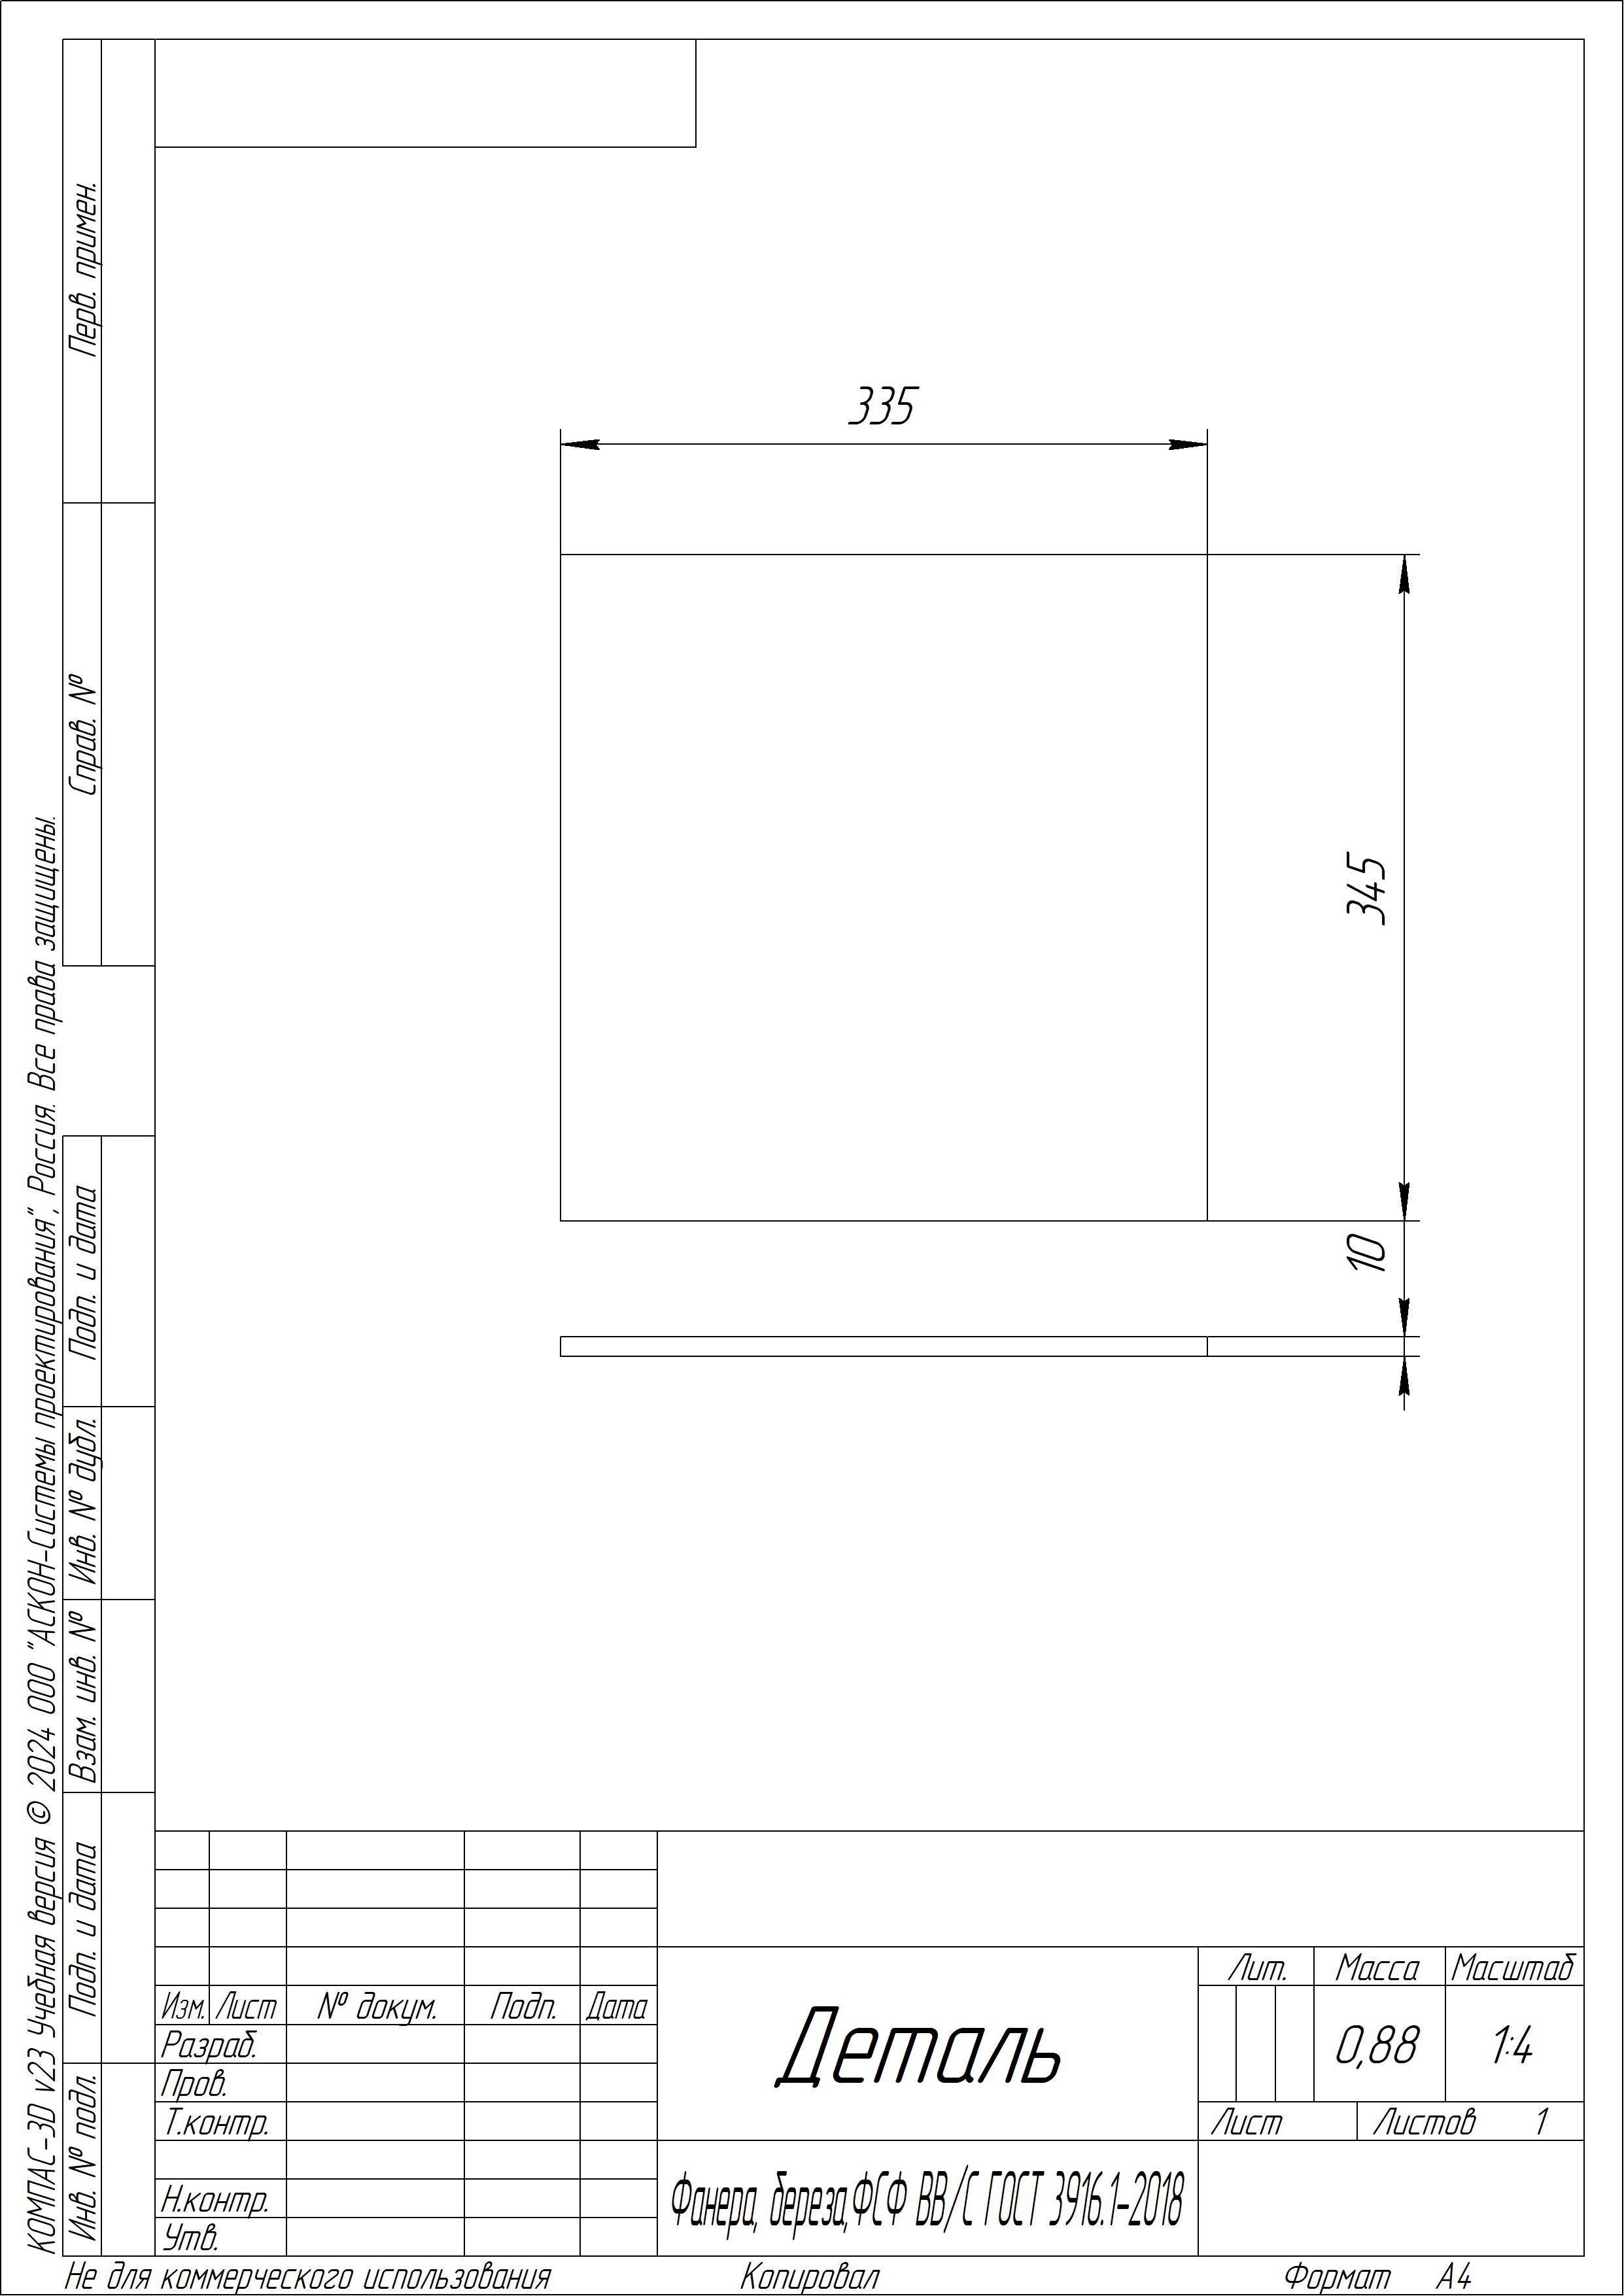 Перв. примен.
Справ. №
335
345
10
КОМПАС-3D v23 Учебная версия © 2024 ООО "АСКОН-Системы проектирования", Россия. Все права защищены.
Подп. и дата
Инв. № дубл.
Взам. инв. №
Подп. и дата
Инв. № подл.
Изм. Лист № докум. Подп. Дата
Разраб.
Пров.
Т.контр.
Н.контр.
Утв.
Деталь
Фанера, береза,ФСФ ВВ/С ГОСТ 3916.1-2018
Лит. Масса Масштаб
0,88 1:4
Лист Листов 1
Не для коммерческого использования Копировал Формат А4